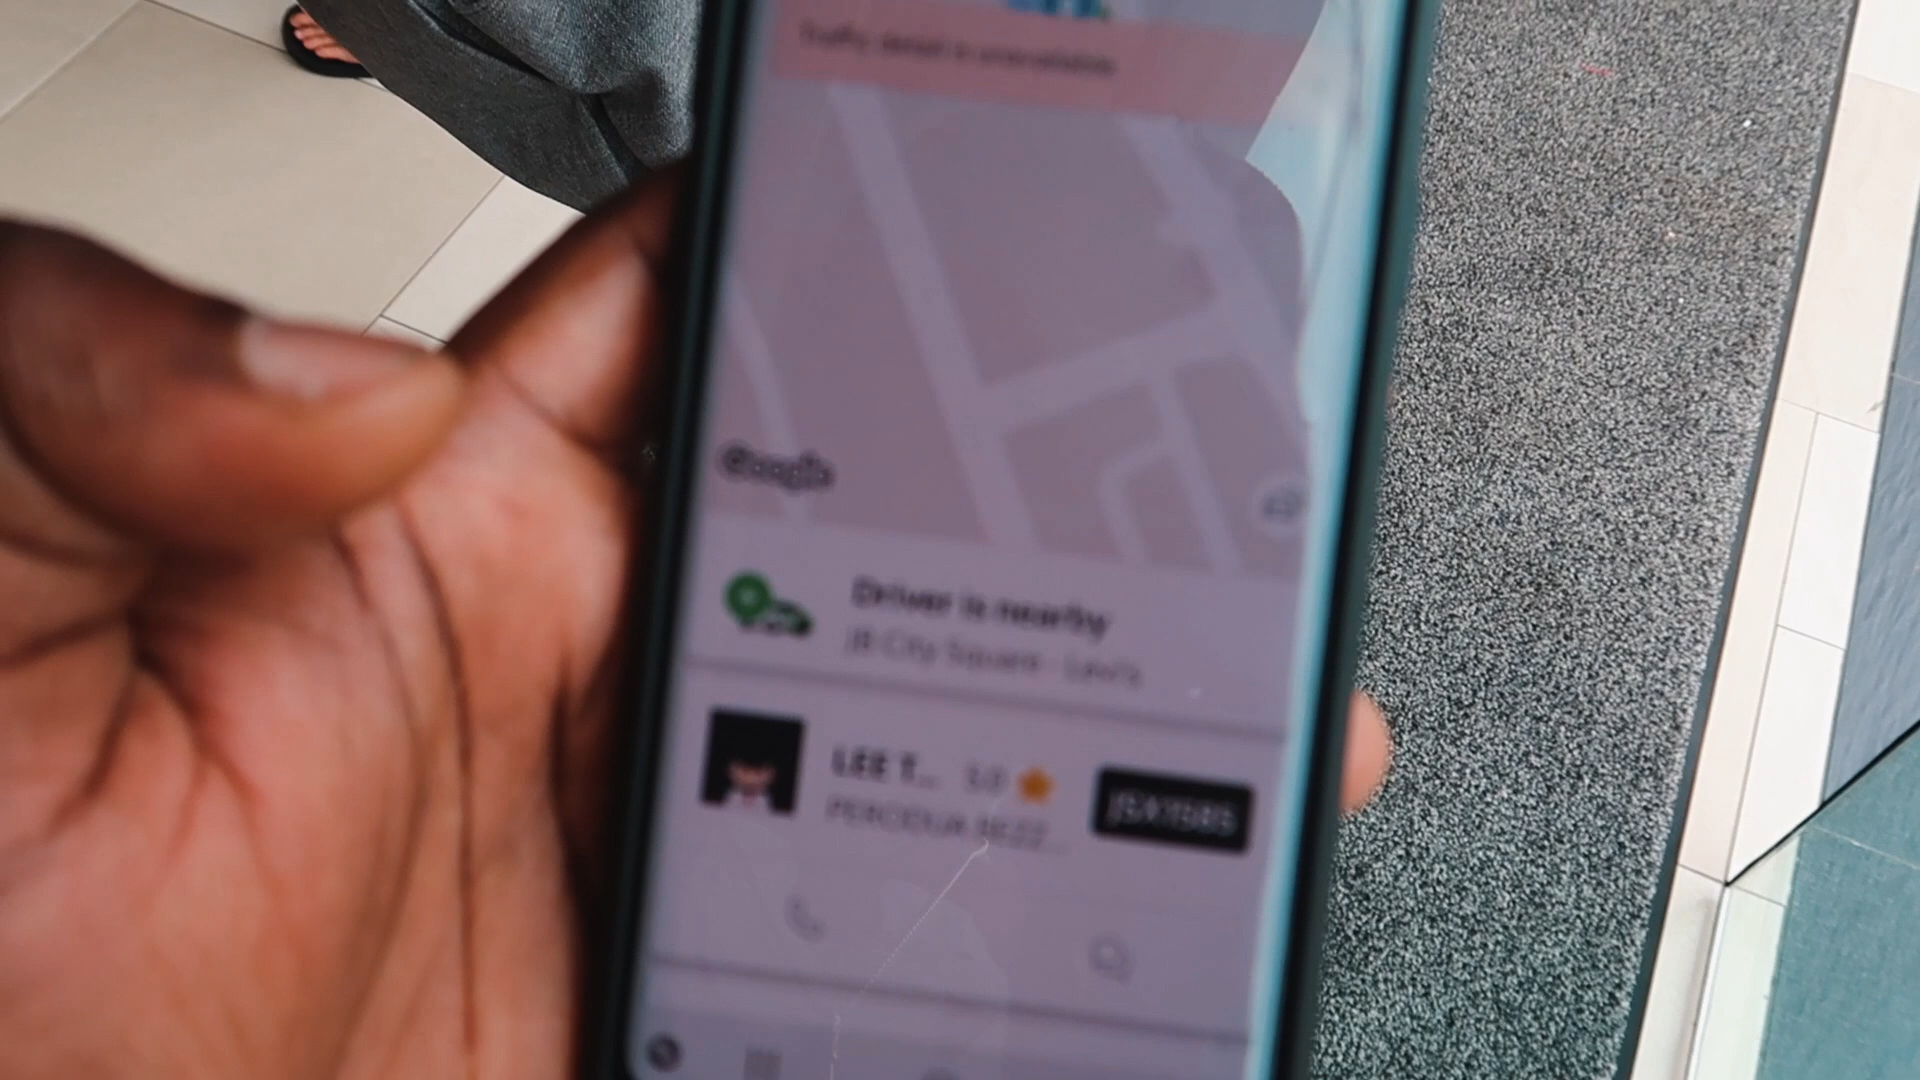 Traffic detail is unavailable
Google
Driver is nearby
JB City Square - Levi's
LEE T... 5.0
PERODUA BEZZ...